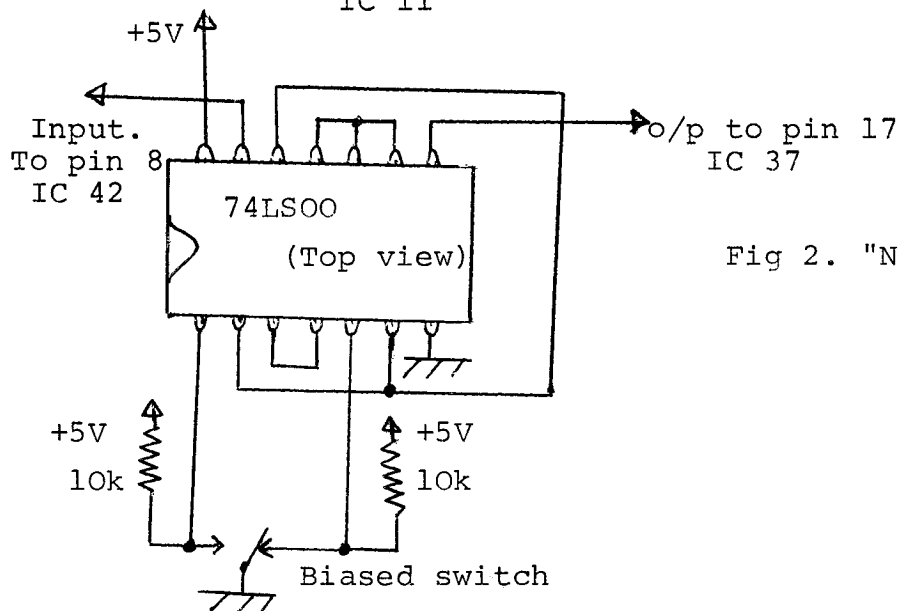 IC 11
+5V
Input.
To pin 8
IC 42
o/p to pin 17
IC 37
74LS00
(Top view)
Fig 2. "N
+5V
10k
+5V
10k
Biased switch